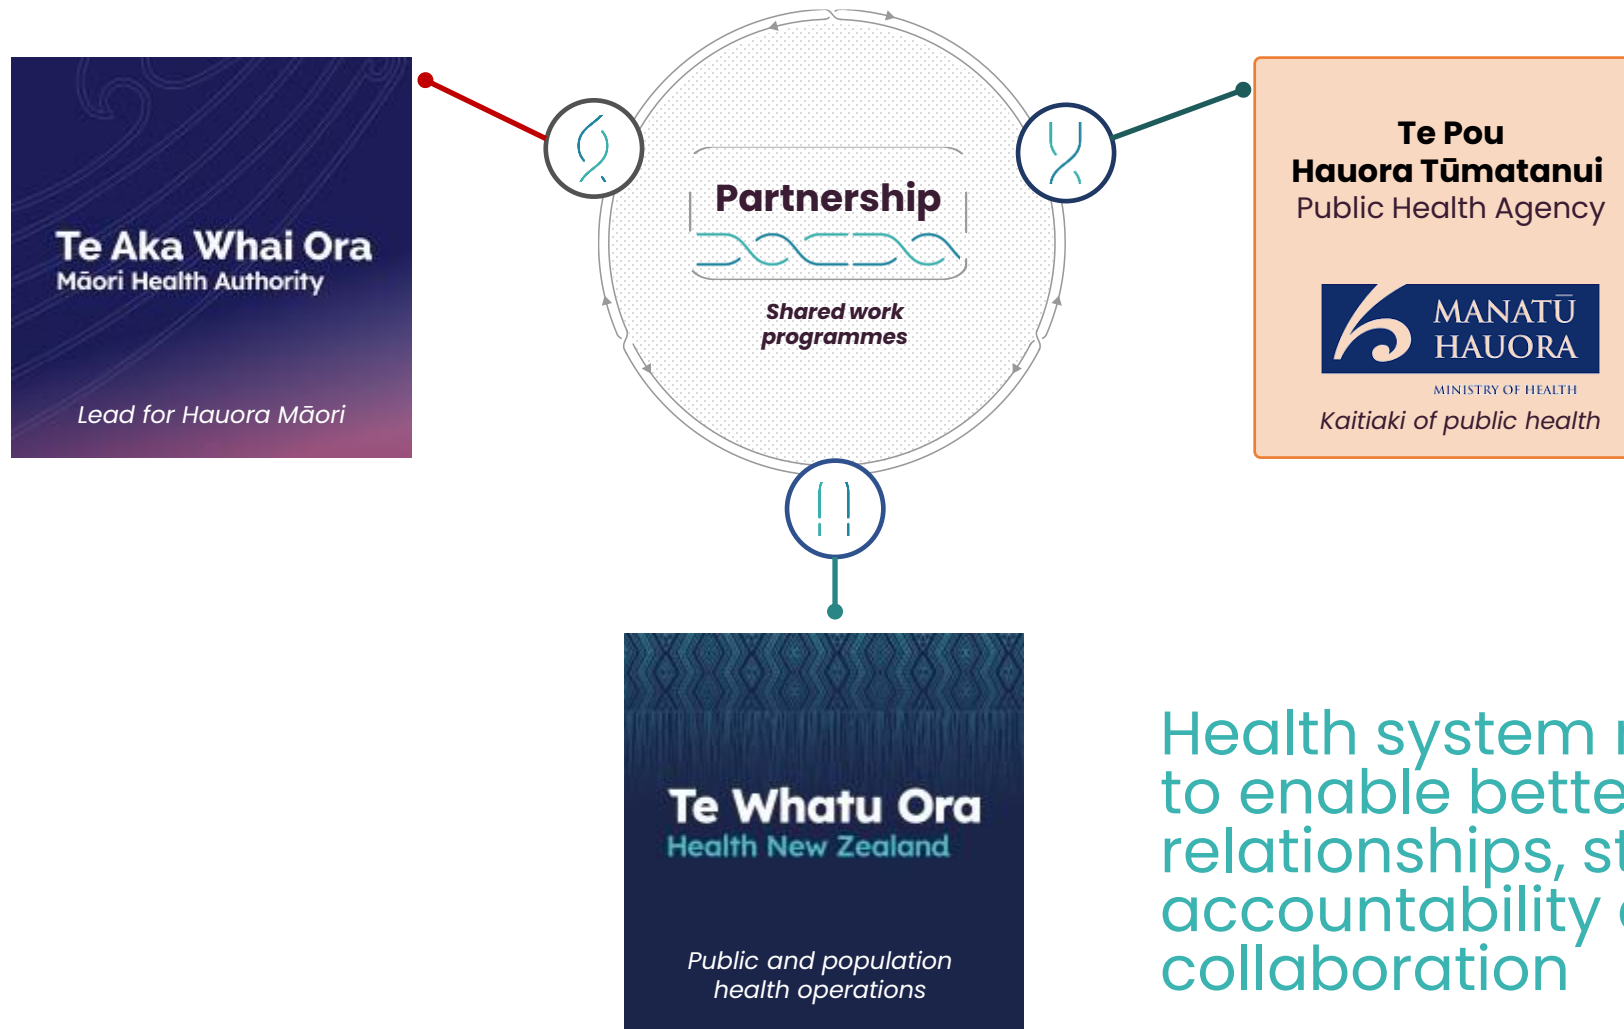 Te Aka Whai Ora
Māori Health Authority
Lead for Hauora Māori
Partnership
Shared work
programmes
Te Pou
Hauora Tūmatanui
Public Health Agency
MANATŪ
HAUORA
MINISTRY OF HEALTH
Kaitiaki of public health
Te Whatu Ora
Health New Zealand
Public and population
health operations
Health system
to enable
relationships,
accountability
collaboration